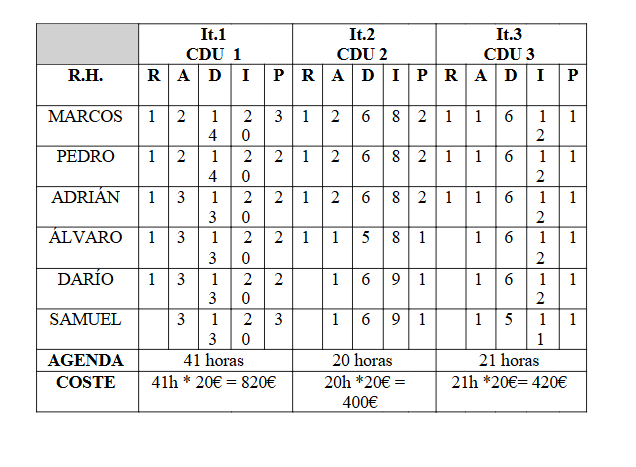 It.1 It.2 It.3
CDU 1 CDU 2 CDU 3
R.H. R A D I P R A D I P R A D I P
MARCOS 1 2 14 20 3 1 2 6 8 2 1 1 6 12 1
PEDRO 1 2 14 20 2 1 2 6 8 2 1 1 6 12 1
ADRIÁN 1 3 13 20 2 1 2 6 8 2 1 1 6 12 1
ÁLVARO 1 3 13 20 2 1 1 5 8 1 1 6 12 1
DARÍO 1 3 13 20 2 1 6 9 1 1 6 12 1
SAMUEL 3 13 20 3 1 6 9 1 1 5 11 1
AGENDA 41 horas 20 horas 21 horas
COSTE 41h * 20€ = 820€ 20h *20€ = 400€ 21h *20€= 420€